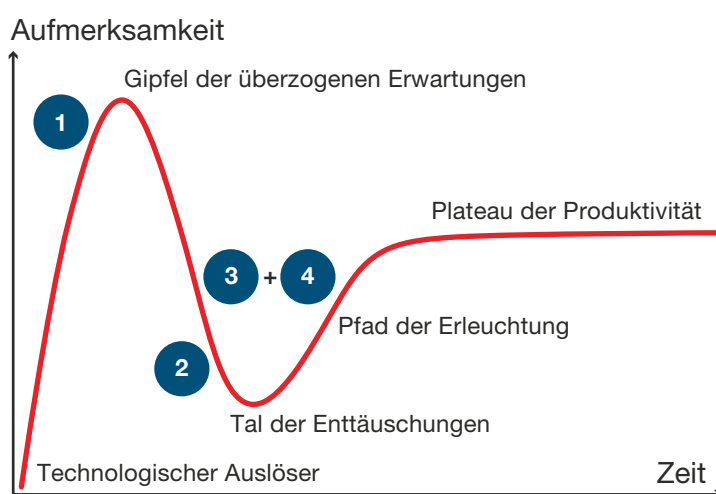 Aufmerksamkeit
Gipfel der überzogenen Erwartungen
1
Plateau der Produktivität
3 + 4
Pfad der Erleuchtung
2
Tal der Enttäuschungen
Technologischer Auslöser
Zeit